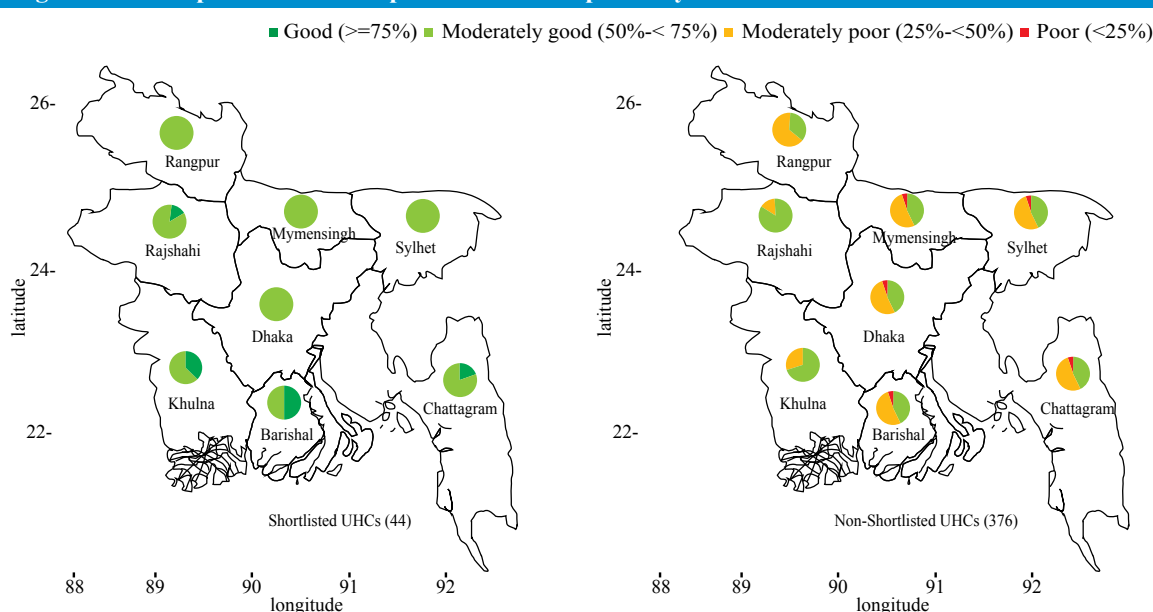 ■ Good (>=75%) ■ Moderately good (50%-< 75%) ■ Moderately poor (25%-<50%) ■ Poor (<25%)
26-
24-
22-
latitude
Rangpur
Rajshahi
Mymensingh
Sylhet
Dhaka
Khulna
Barishal
Chattagram
Shortlisted UHCs (44)
88 89 90 91 92
longitude
26-
24-
22-
latitude
Rangpur
Rajshahi
Mymensingh
Sylhet
Dhaka
Khulna
Barishal
Chattagram
Non-Shortlisted UHCs (376)
88 89 90 91 92
longitude